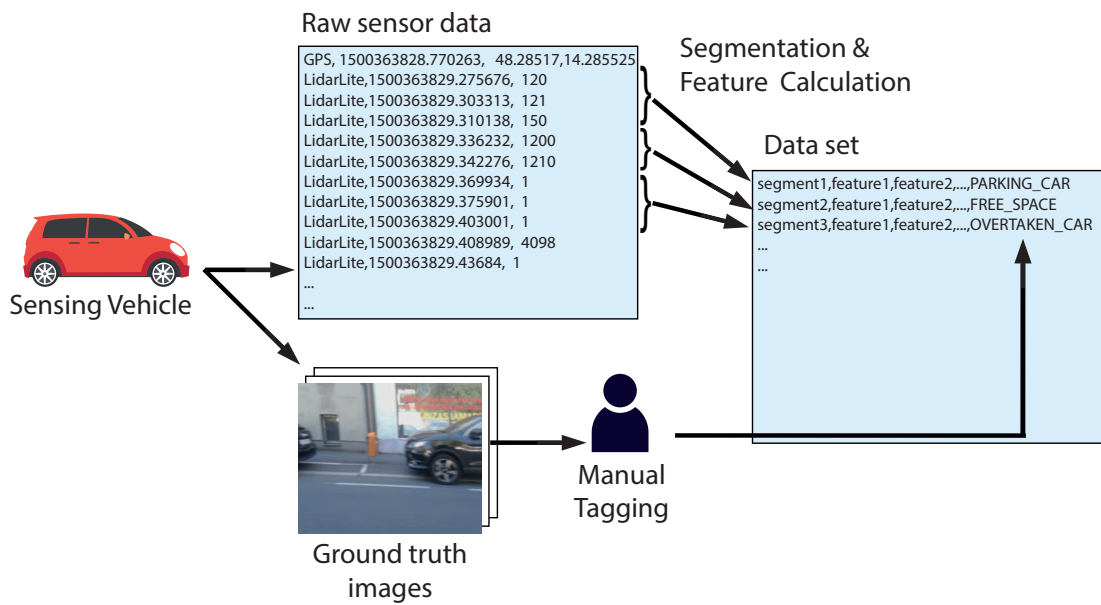 Raw sensor data
GPS, 1500363828.770263, 48.28517,14.285525
LidarLite,1500363829.275676, 120
LidarLite,1500363829.303313, 121
LidarLite,1500363829.310138, 150
LidarLite,1500363829.336232, 1200
LidarLite,1500363829.342276, 1210
LidarLite,1500363829.369934, 1
LidarLite,1500363829.375901, 1
LidarLite,1500363829.403001, 1
LidarLite,1500363829.408989, 4098
LidarLite,1500363829.43684, 1
...
...
Segmentation &
Feature Calculation
Data set
segment1,feature1,feature2,...,PARKING_CAR
segment2,feature1,feature2,...,FREE_SPACE
segment3,feature1,feature2,...,OVERTAKEN_CAR
...
...
Sensing Vehicle
Ground truth
images
Manual
Tagging